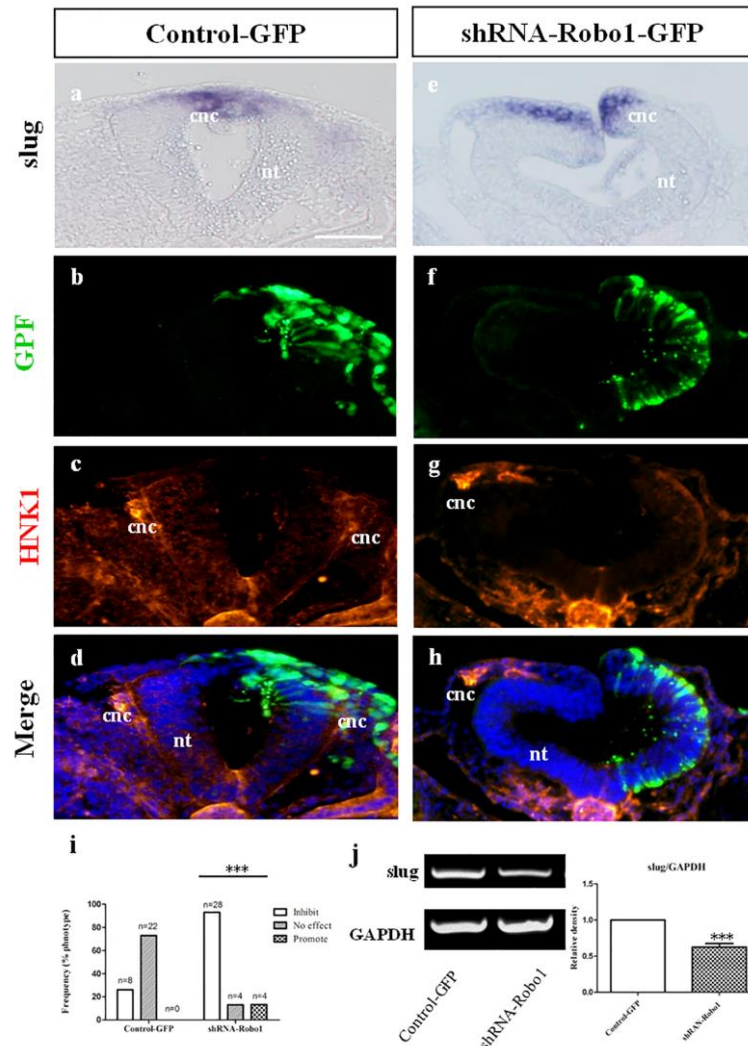 Control-GFP
shRNA-Robo1-GFP
slug
a
cnc
nt
e
cnc
nt
GPF
b
f
HNK1
c
cnc
cnc
g
cnc
Merge
d
cnc
nt
cnc
h
cnc
nt
i
***
Frequency (% phnotype)
100
80
60
40
20
0
n=8
n=22
n=0
n=28
n=4
n=4
Inhibit
No effect
Promote
Control-GFP
shRNA-Robo1
j
slug
GAPDH
Control-GFP
shRNA-Robo1
slug/GAPDH
Relative density
1.5
1.0
0.5
0.0
***
Control-GFP
shRAN-Robo1